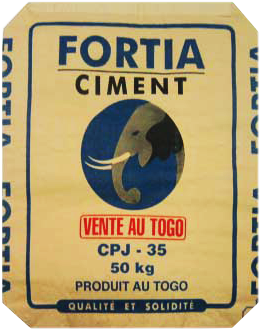 FORTIA
CIMENT
VENTE AU TOGO
CPJ - 35
50 kg
PRODUIT AU TOGO
QUALITÉ ET SOLIDITÉ
FORTIA
FORTIA